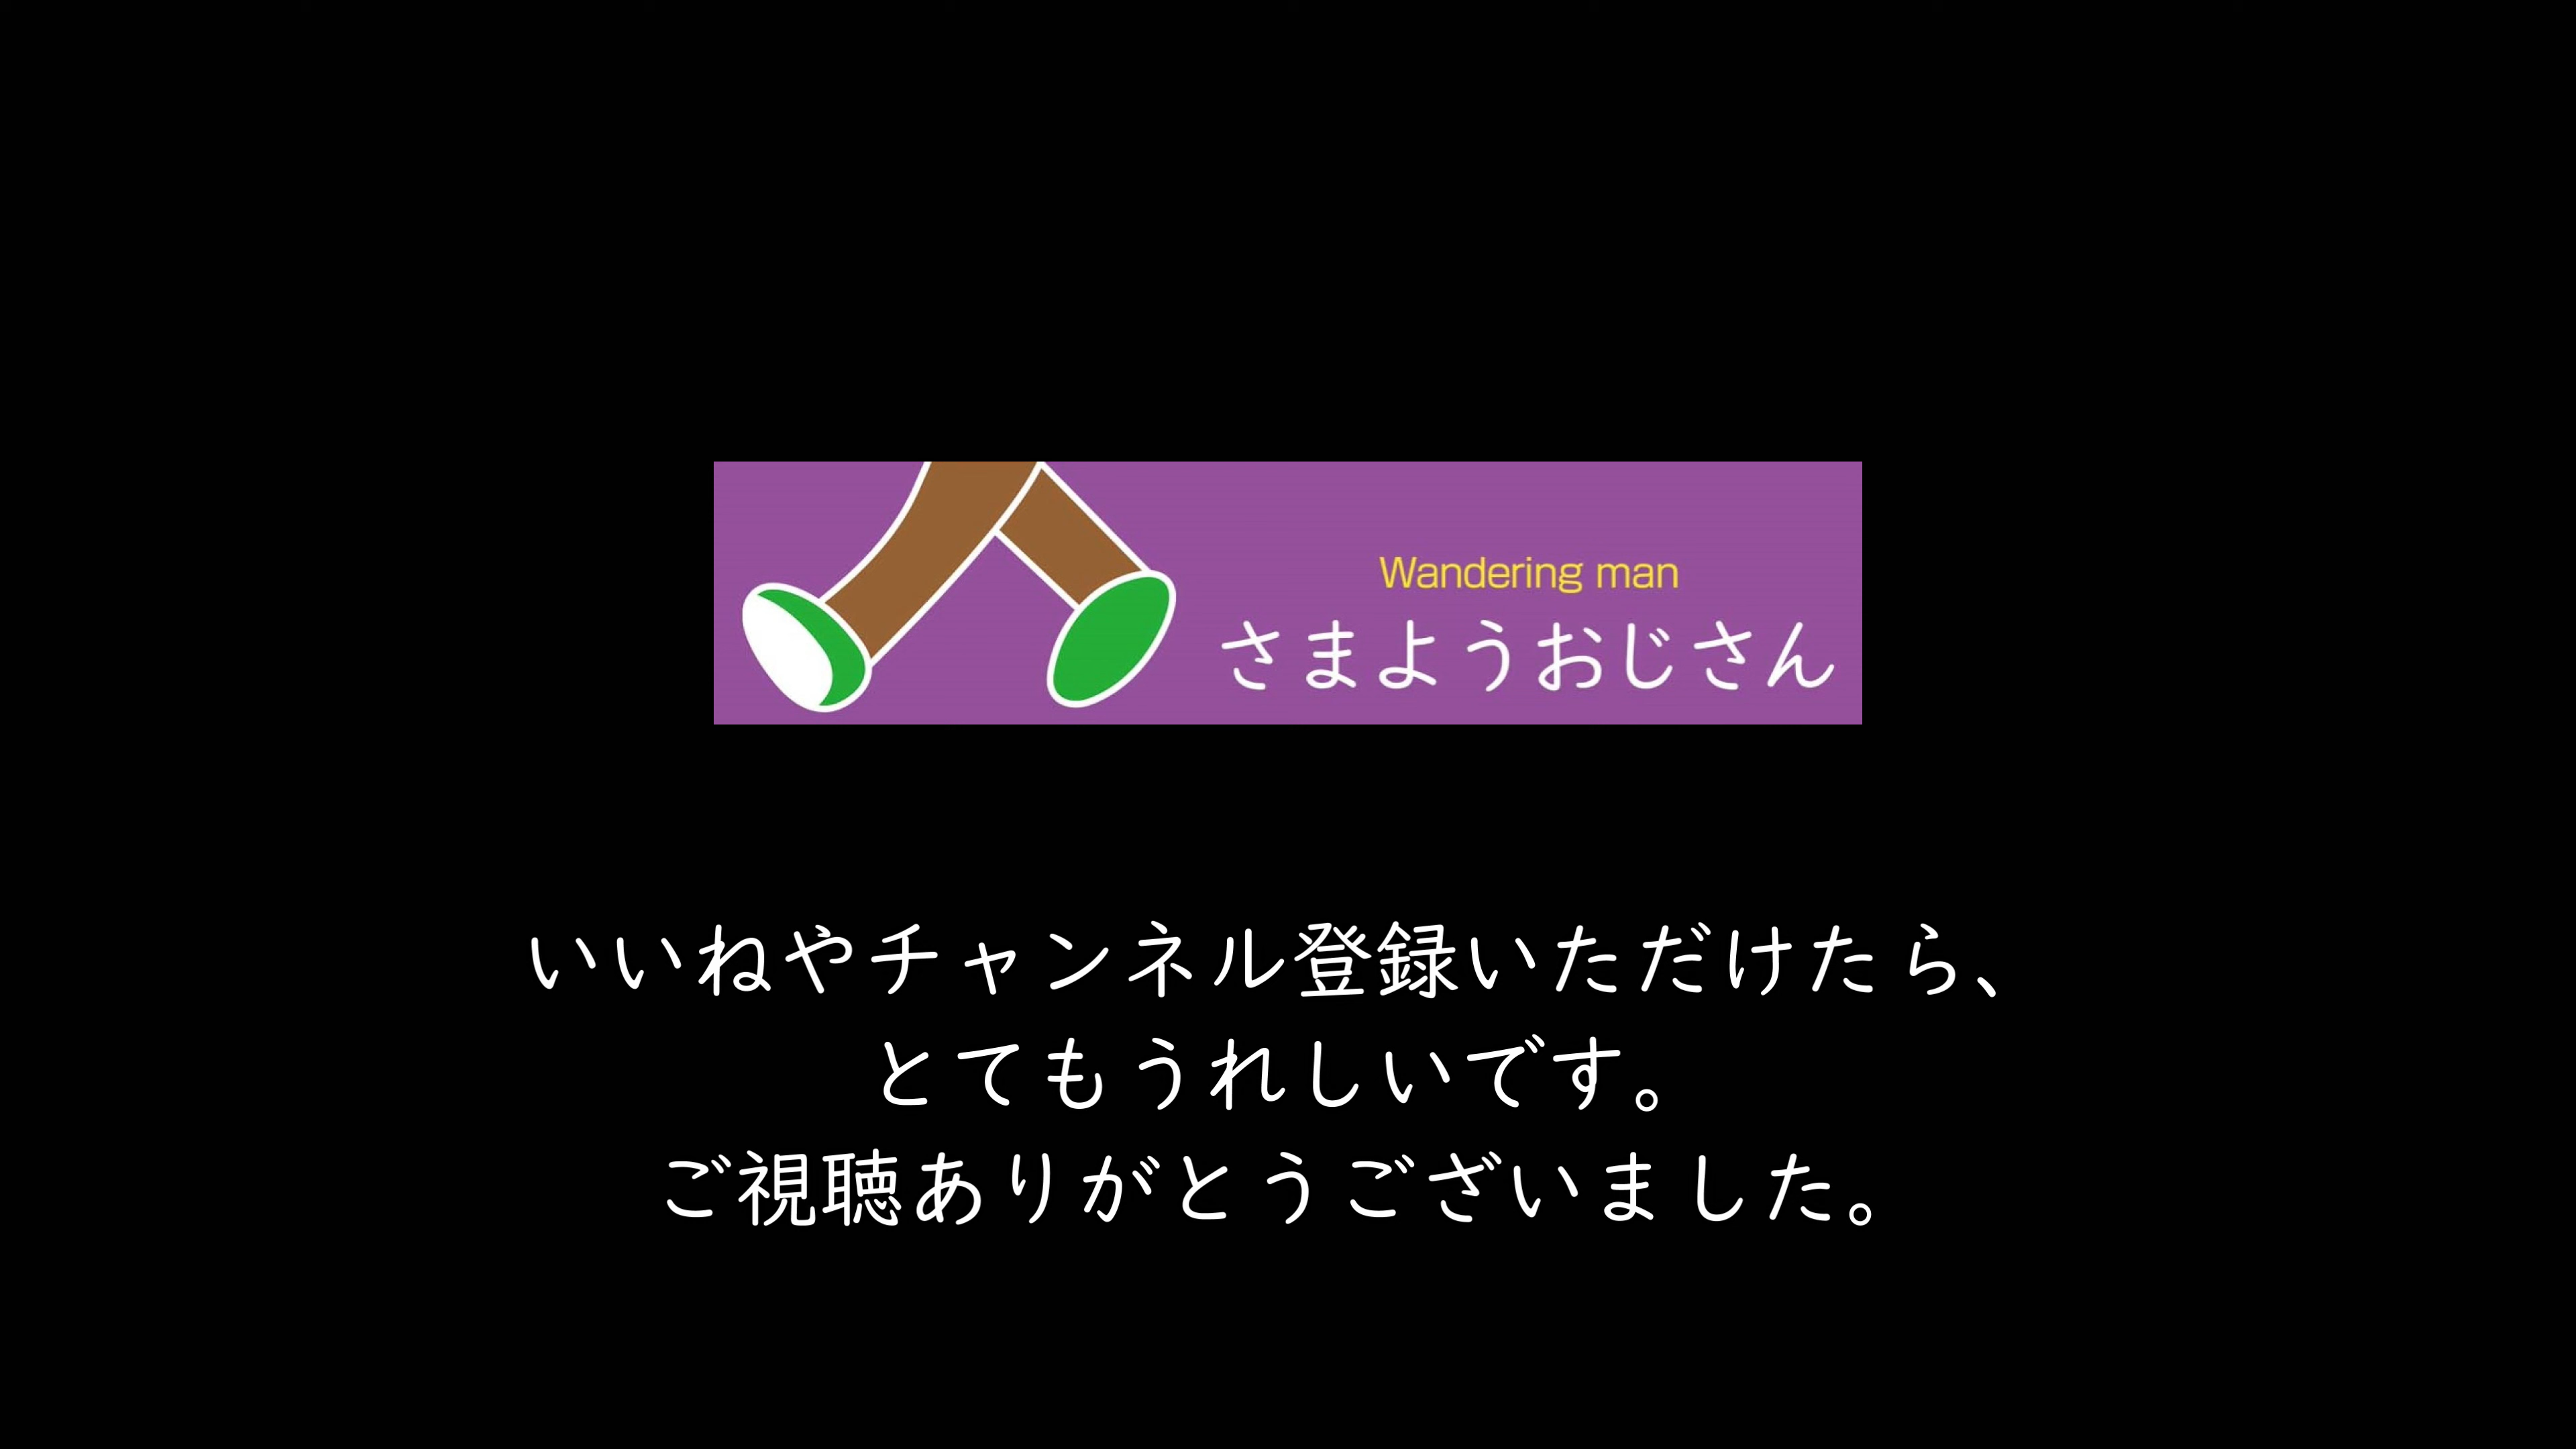 Wandering man
さまようおじさん
いいねやチャンネル登録いただけたら、
とてもうれしいです。
ご視聴ありがとうございました。